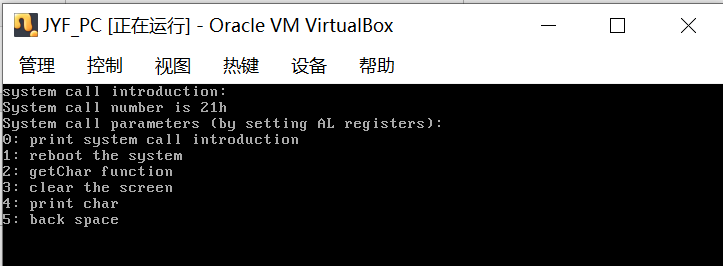 JYF_PC [正在运行] - Oracle VM VirtualBox
管理 控制 视图 热键 设备 帮助
system call introduction:
System call number is 21h
System call parameters (by setting AL registers):
0: print system call introduction
1: reboot the system
2: getChar function
3: clear the screen
4: print char
5: back space